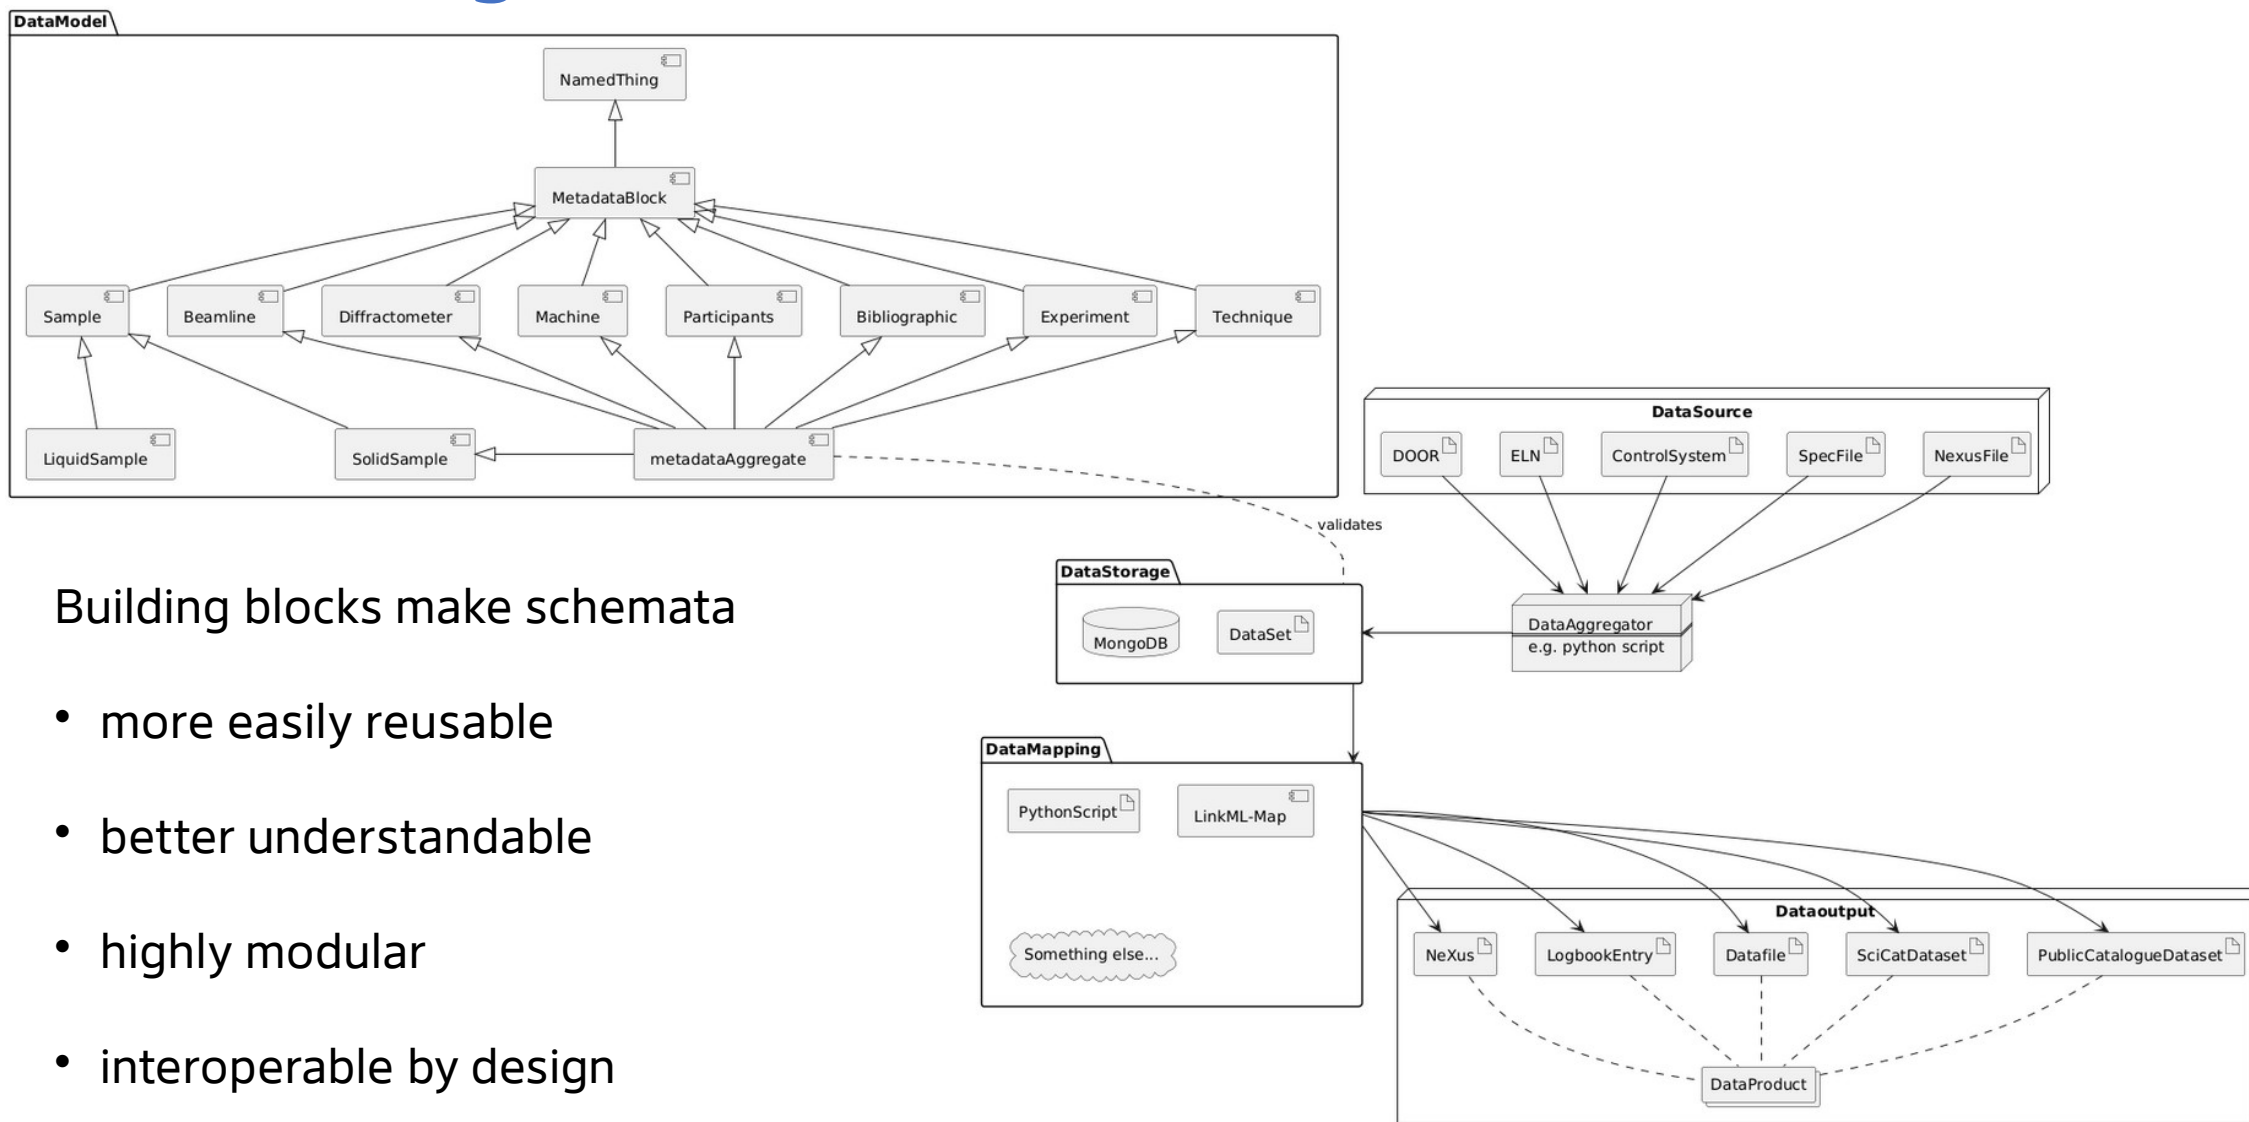 DataModel
NamedThing
MetadataBlock
Sample
Beamline
Diffractometer
Machine
Participants
Bibliographic
Experiment
Technique
LiquidSample
SolidSample
metadataAggregate
DataSource
DOOR
ELN
ControlSystem
SpecFile
NexusFile
validates
DataStorage
MongoDB
DataSet
DataAggregator
e.g. python script
Building blocks make schemata
• more easily reusable
• better understandable
• highly modular
• interoperable by design
DataMapping
PythonScript
LinkML-Map
Something else...
Dataoutput
NeXus
LogbookEntry
Datafile
SciCatDataset
PublicCatalogueDataset
DataProduct